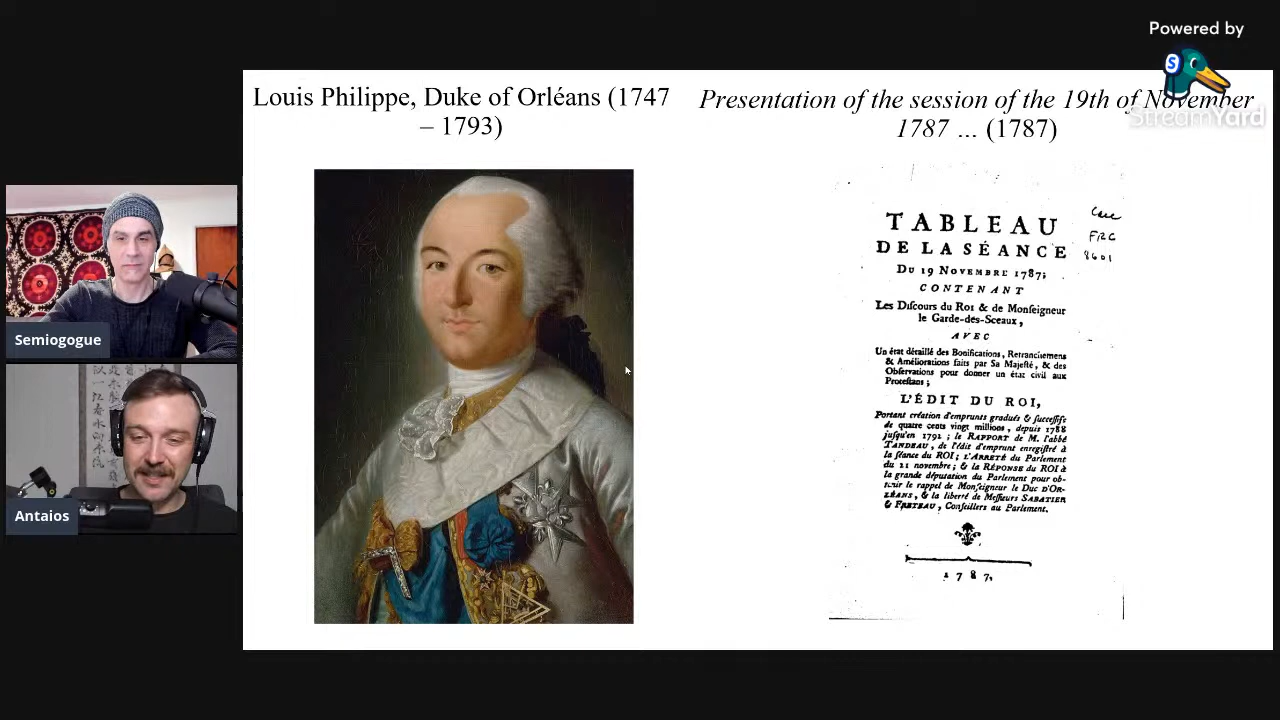 Powered by
S
StreamYard
Louis Philippe, Duke of Orléans (1747
– 1793)
Presentation of the session of the 19th of November
1787 ... (1787)
TABLEAU
DE LA SÉANCE
DU 19 NOVEMBRE 1787;
CONTENANT
Les Diſcours du Roi & de Monſeigneur
le Garde-des-Sceaux,
AVEC
Un état détaillé des Bonifications, Retranchemens
& Améliorations faits par Sa Majeſté, & des
Obſervations pour donner un état civil aux
Proteſtans;
L'ÉDIT DU ROI,
Portant création d'emprunts gradués & ſucceſſifs
de quatre cents vingt millions, depuis 1788
juſqu'en 1792; le RAPPORT de M. l'abbé
TANDEAU, de l'édit d'emprunt enregiſtré à
la ſéance du ROI; L'ARRETÉ du Parlement
du 21 novembre; & la RÉPONSE du ROI à
la grande députation du Parlement pour ob-
tenir le rappel de Monſeigneur le Duc D'OR-
LÉANS, & la liberté de Meſſieurs SABATIER
& FRETEAU, Conſeillers au Parlement.
1787.
Case
FRC
8601
Semiogogue
Antaios